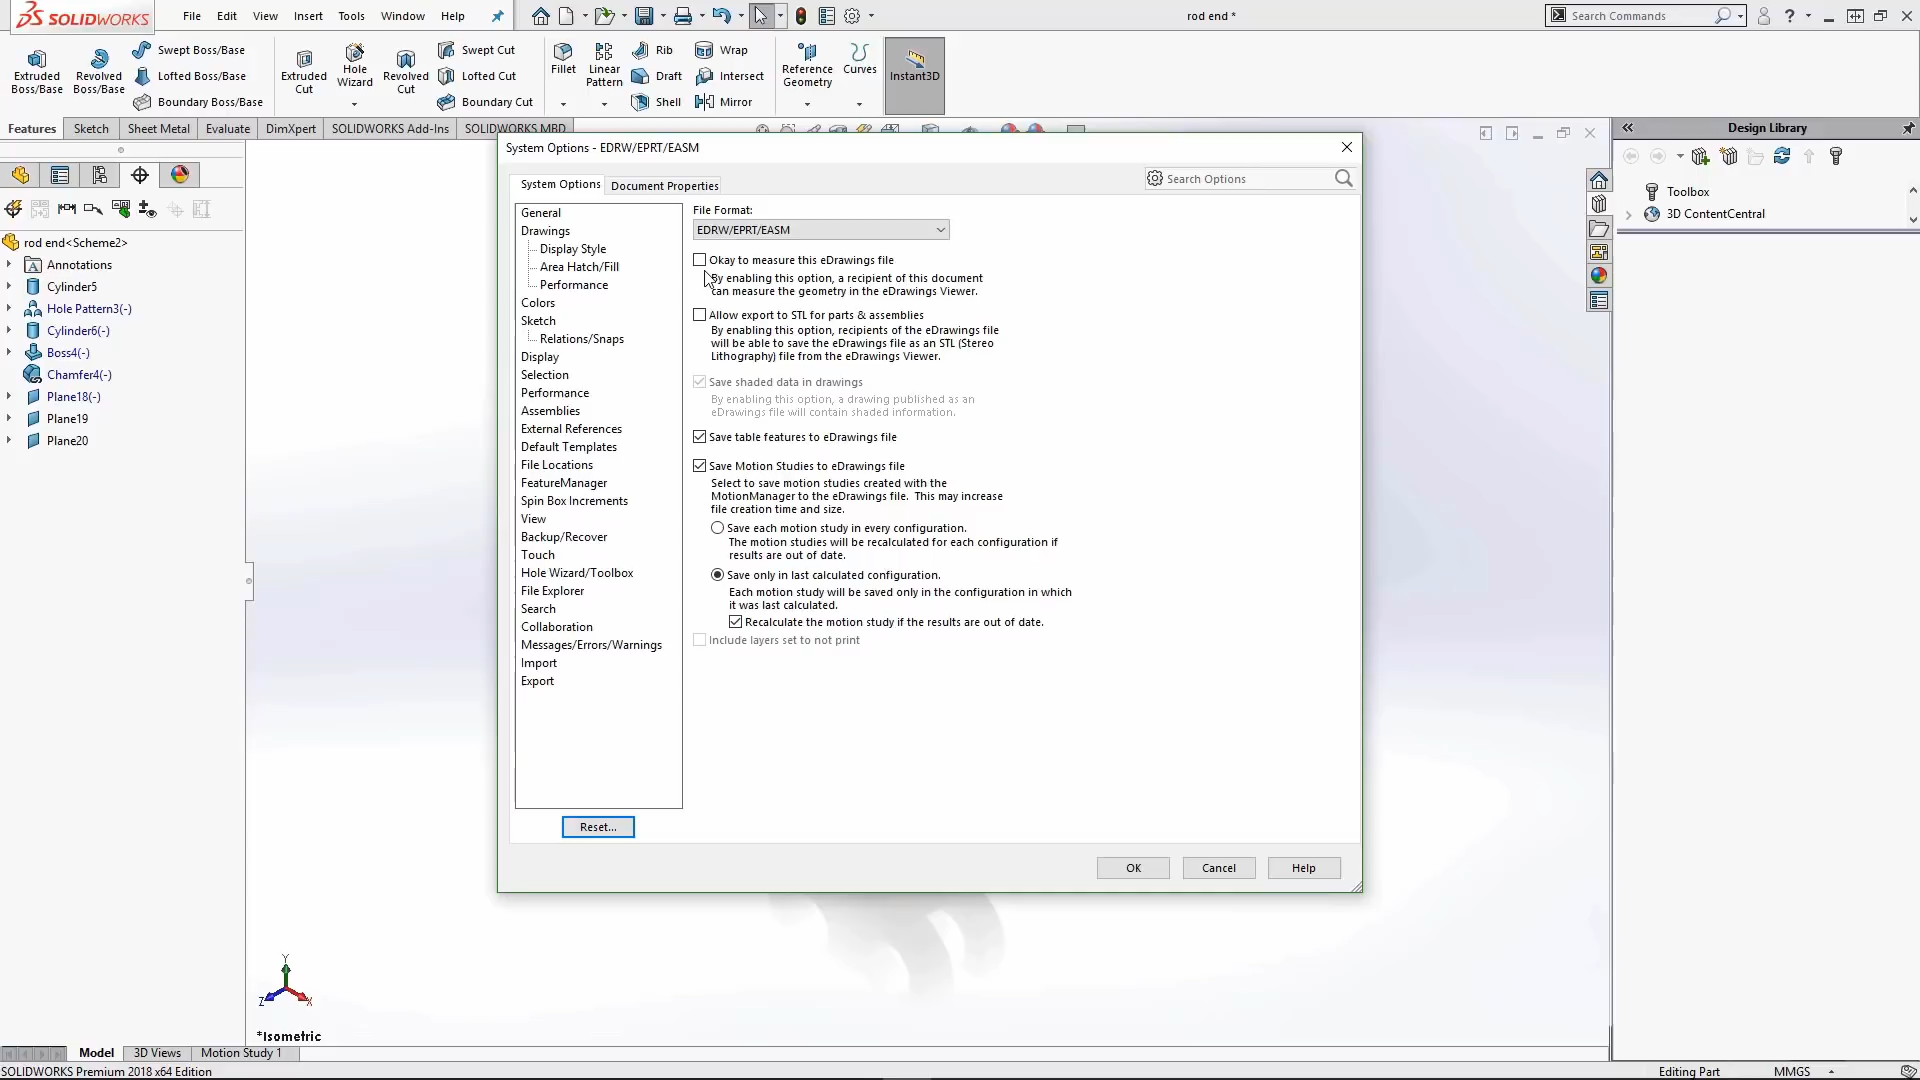 SOLIDWORKS
File Edit View Insert Tools Window Help
rod end *
Search Commands
Extruded Boss/Base
Revolved Boss/Base
Swept Boss/Base
Lofted Boss/Base
Boundary Boss/Base
Extruded Cut
Hole Wizard
Revolved Cut
Swept Cut
Lofted Cut
Boundary Cut
Fillet
Linear Pattern
Rib
Draft
Shell
Wrap
Intersect
Mirror
Reference Geometry
Curves
Instant3D
Features
Sketch
Sheet Metal
Evaluate
DimXpert
SOLIDWORKS Add-Ins
SOLIDWORKS MBD
rod end<Scheme2>
Annotations
Cylinder5
Hole Pattern3(-)
Cylinder6(-)
Boss4(-)
Chamfer4(-)
Plane18(-)
Plane19
Plane20
System Options - EDRW/EPRT/EASM
System Options
Document Properties
Search Options
General
Drawings
Display Style
Area Hatch/Fill
Performance
Colors
Sketch
Relations/Snaps
Display
Selection
Performance
Assemblies
External References
Default Templates
File Locations
FeatureManager
Spin Box Increments
View
Backup/Recover
Touch
Hole Wizard/Toolbox
File Explorer
Search
Collaboration
Messages/Errors/Warnings
Import
Export
Reset...
File Format:
EDRW/EPRT/EASM
Okay to measure this eDrawings file
By enabling this option, a recipient of this document
can measure the geometry in the eDrawings Viewer.
Allow export to STL for parts & assemblies
By enabling this option, recipients of the eDrawings file
will be able to save the eDrawings file as an STL (Stereo
Lithography) file from the eDrawings Viewer.
Save shaded data in drawings
By enabling this option, a drawing published as an
eDrawings file will contain shaded information.
Save table features to eDrawings file
Save Motion Studies to eDrawings file
Select to save motion studies created with the
MotionManager to the eDrawings file. This may increase
file creation time and size.
Save each motion study in every configuration.
The motion studies will be recalculated for each configuration if
results are out of date.
Save only in last calculated configuration.
Each motion study will be saved only in the configuration in which
it was last calculated.
Recalculate the motion study if the results are out of date.
Include layers set to not print
OK
Cancel
Help
Design Library
Toolbox
3D ContentCentral
Y
Z
X
*Isometric
Model
3D Views
Motion Study 1
SOLIDWORKS Premium 2018 x64 Edition
Editing Part
MMGS